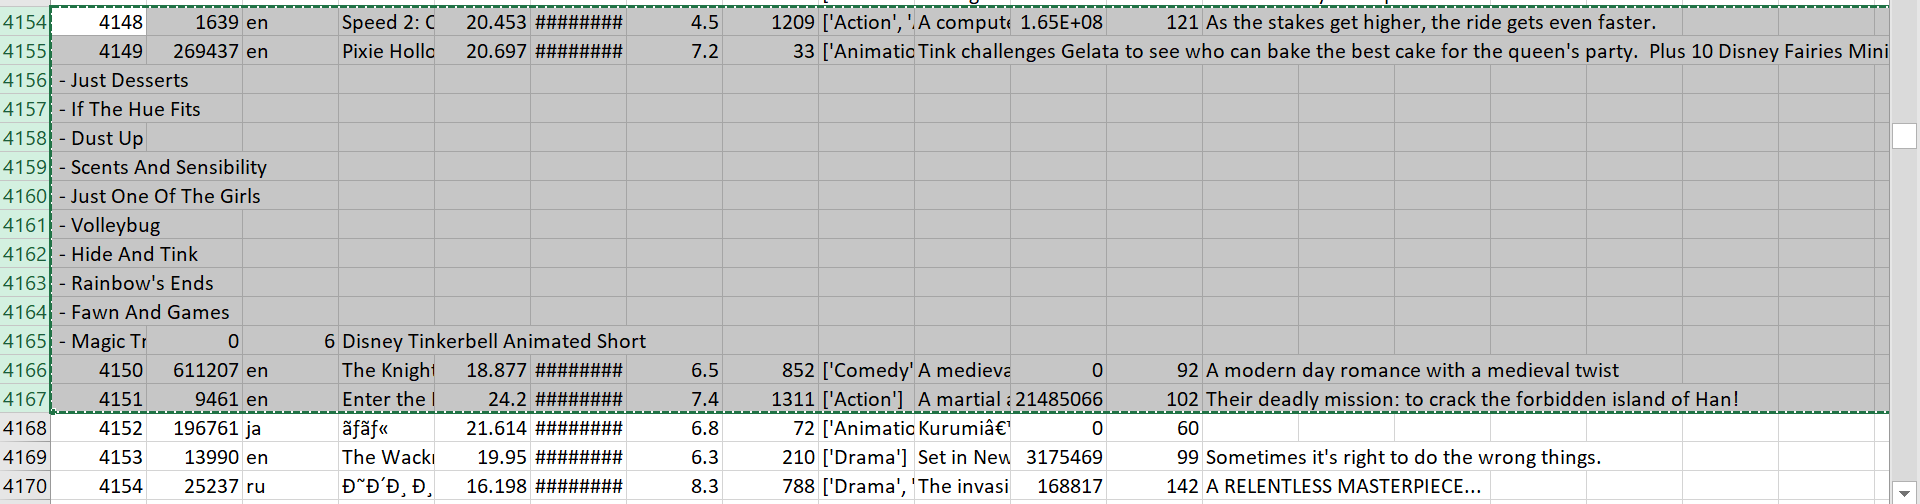 4154 4148 1639 en Speed 2: C 20.453 ######## 4.5 1209 ['Action', '. A compute 1.65E+08 121 As the stakes get higher, the ride gets even faster.
4155 4149 269437 en Pixie Hollo 20.697 ######## 7.2 33 ['Animatic Tink challenges Gelata to see who can bake the best cake for the queen's party.  Plus 10 Disney Fairies Mini
4156 - Just Desserts
4157 - If The Hue Fits
4158 - Dust Up
4159 - Scents And Sensibility
4160 - Just One Of The Girls
4161 - Volleybug
4162 - Hide And Tink
4163 - Rainbow's Ends
4164 - Fawn And Games
4165 - Magic Tr 0 6 Disney Tinkerbell Animated Short
4166 4150 611207 en The Knight 18.877 ######## 6.5 852 ['Comedy' A medieva 0 92 A modern day romance with a medieval twist
4167 4151 9461 en Enter the 24.2 ######## 7.4 1311 ['Action'] A martial 21485066 102 Their deadly mission: to crack the forbidden island of Han!
4168 4152 196761 ja ãƒãƒ« 21.614 ######## 6.8 72 ['Animatic Kurumiâ€™ 0 60
4169 4153 13990 en The Wack 19.95 ######## 6.3 210 ['Drama'] Set in New 3175469 99 Sometimes it's right to do the wrong things.
4170 4154 25237 ru Ð˜Ð´Ð¸ Ð¸ 16.198 ######## 8.3 788 ['Drama', ' The invasi 168817 142 A RELENTLESS MASTERPIECE...